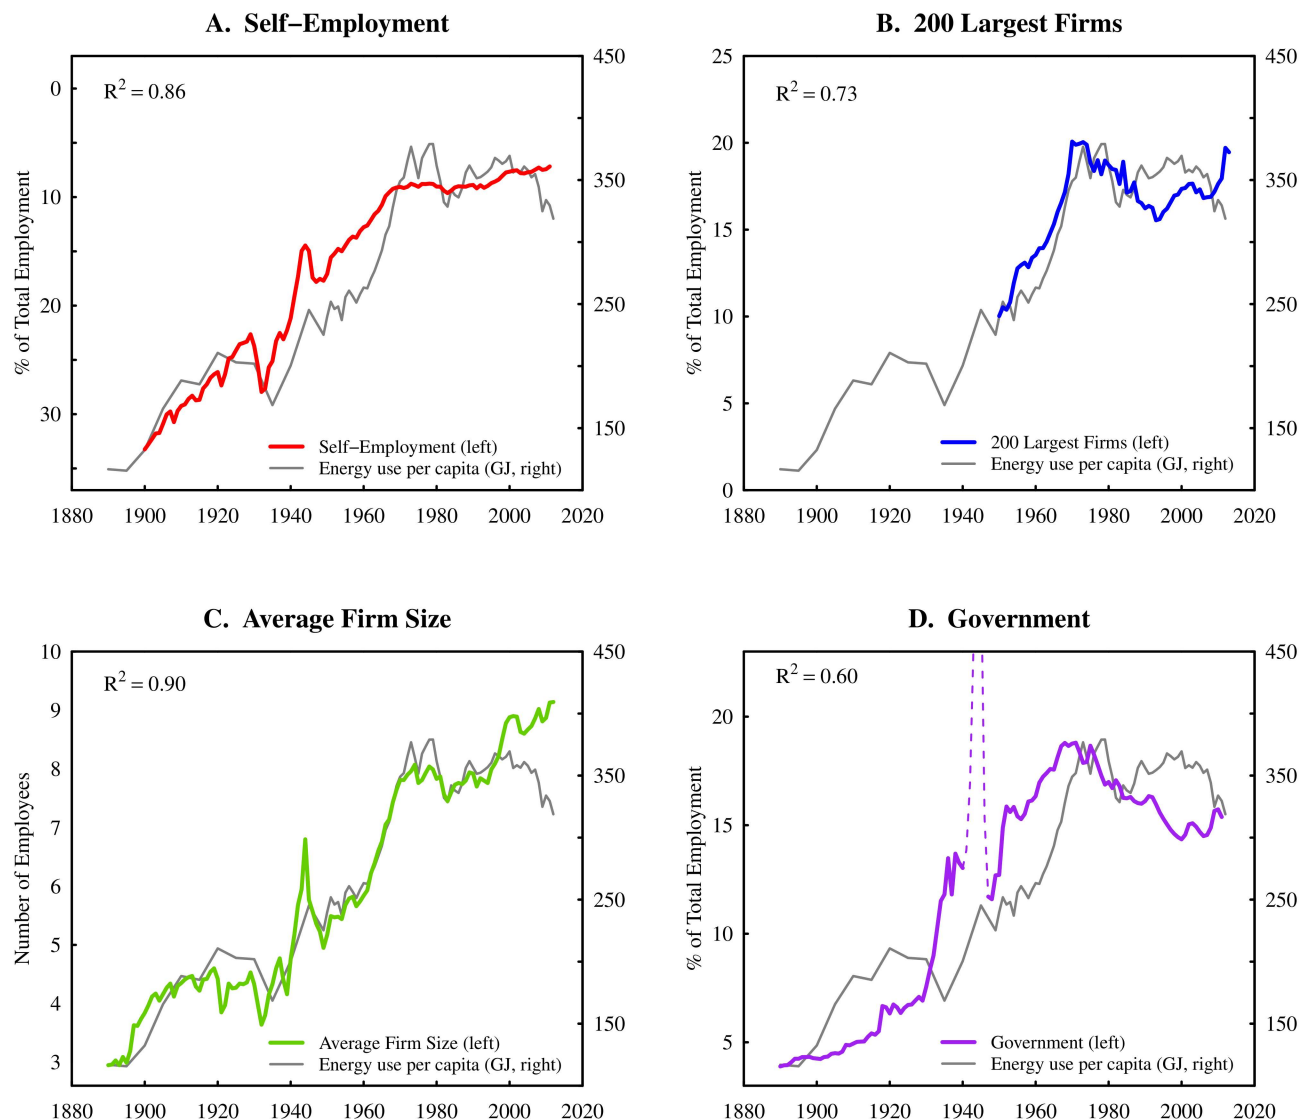 A. Self−Employment
R² = 0.86
% of Total Employment
0
10
20
30
450
350
250
150
Self−Employment (left)
Energy use per capita (GJ, right)
1880 1900 1920 1940 1960 1980 2000 2020
B. 200 Largest Firms
R² = 0.73
% of Total Employment
25
20
15
10
5
0
450
350
250
150
200 Largest Firms (left)
Energy use per capita (GJ, right)
1880 1900 1920 1940 1960 1980 2000 2020
C. Average Firm Size
R² = 0.90
Number of Employees
10
9
8
7
6
5
4
3
450
350
250
150
Average Firm Size (left)
Energy use per capita (GJ, right)
1880 1900 1920 1940 1960 1980 2000 2020
D. Government
R² = 0.60
% of Total Employment
20
15
10
5
450
350
250
150
Government (left)
Energy use per capita (GJ, right)
1880 1900 1920 1940 1960 1980 2000 2020